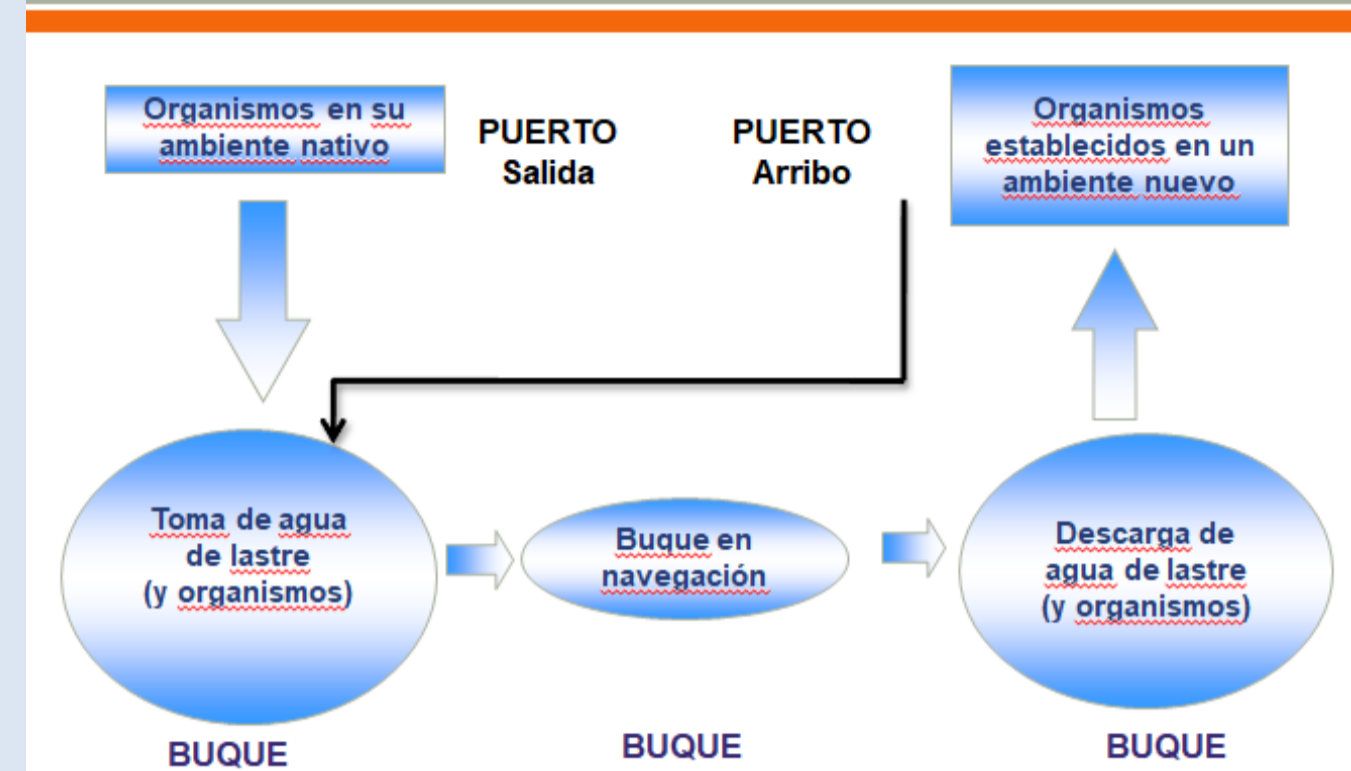 Organismos en su
ambiente nativo
PUERTO
Salida
PUERTO
Arribo
Organismos
establecidos en un
ambiente nuevo
Toma de agua
de lastre
(y organismos)
Buque en
navegación
Descarga de
agua de lastre
(y organismos)
BUQUE
BUQUE
BUQUE